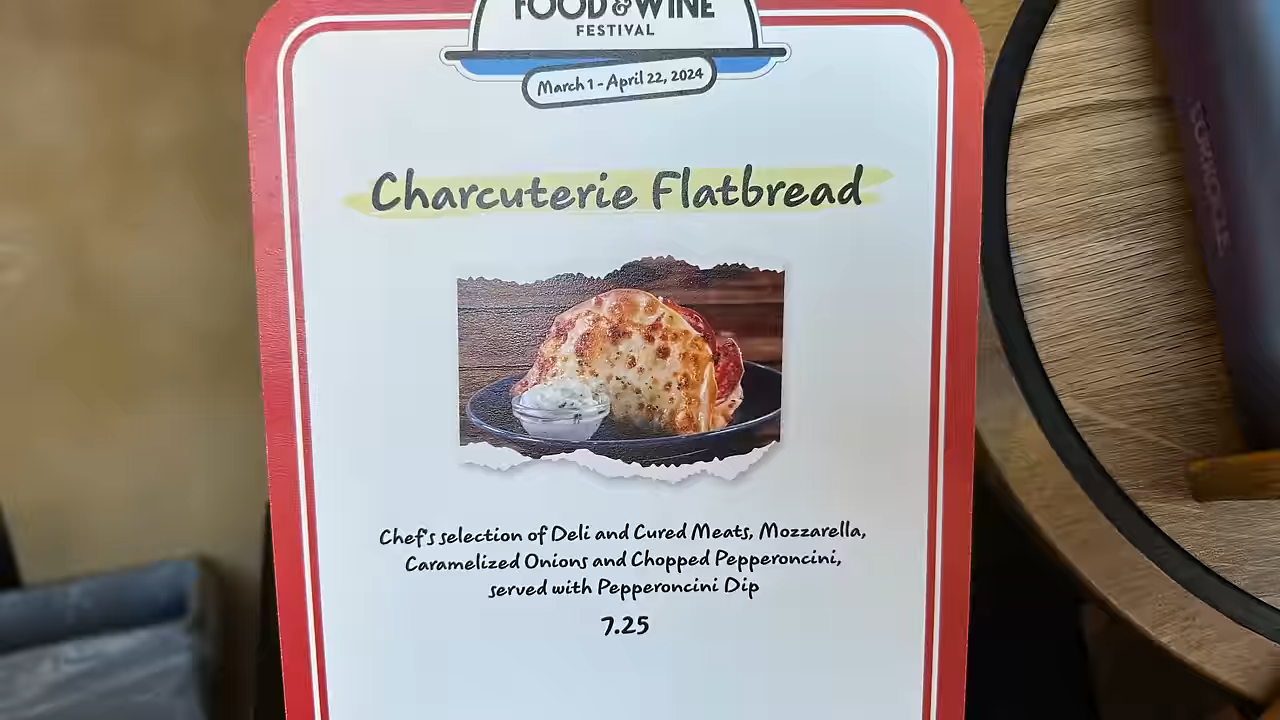 FOOD & WINE
FESTIVAL
March 1 - April 22, 2024
Charcuterie Flatbread
Chef's selection of Deli and Cured Meats, Mozzarella,
Caramelized Onions and Chopped Pepperoncini,
served with Pepperoncini Dip
7.25